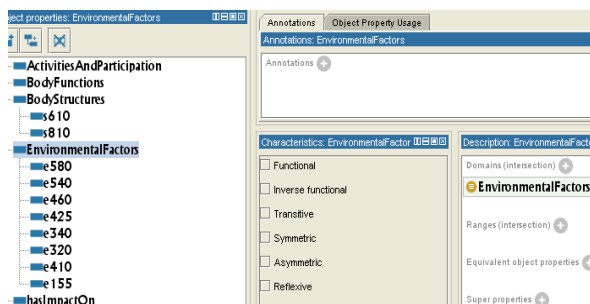 ject properties: EnvironmentalFactors
ActivitiesAndParticipation
BodyFunctions
BodyStructures
s610
s810
EnvironmentalFactors
e580
e540
e460
e425
e340
e320
e410
e155
hasImpactOn
Annotations Object Property Usage
Annotations: EnvironmentalFactors
Annotations
Characteristics: EnvironmentalFactor
Functional
Inverse functional
Transitive
Symmetric
Asymmetric
Reflexive
Description: EnvironmentalFacto
Domains (intersection)
EnvironmentalFactors
Ranges (intersection)
Equivalent object properties
Super properties